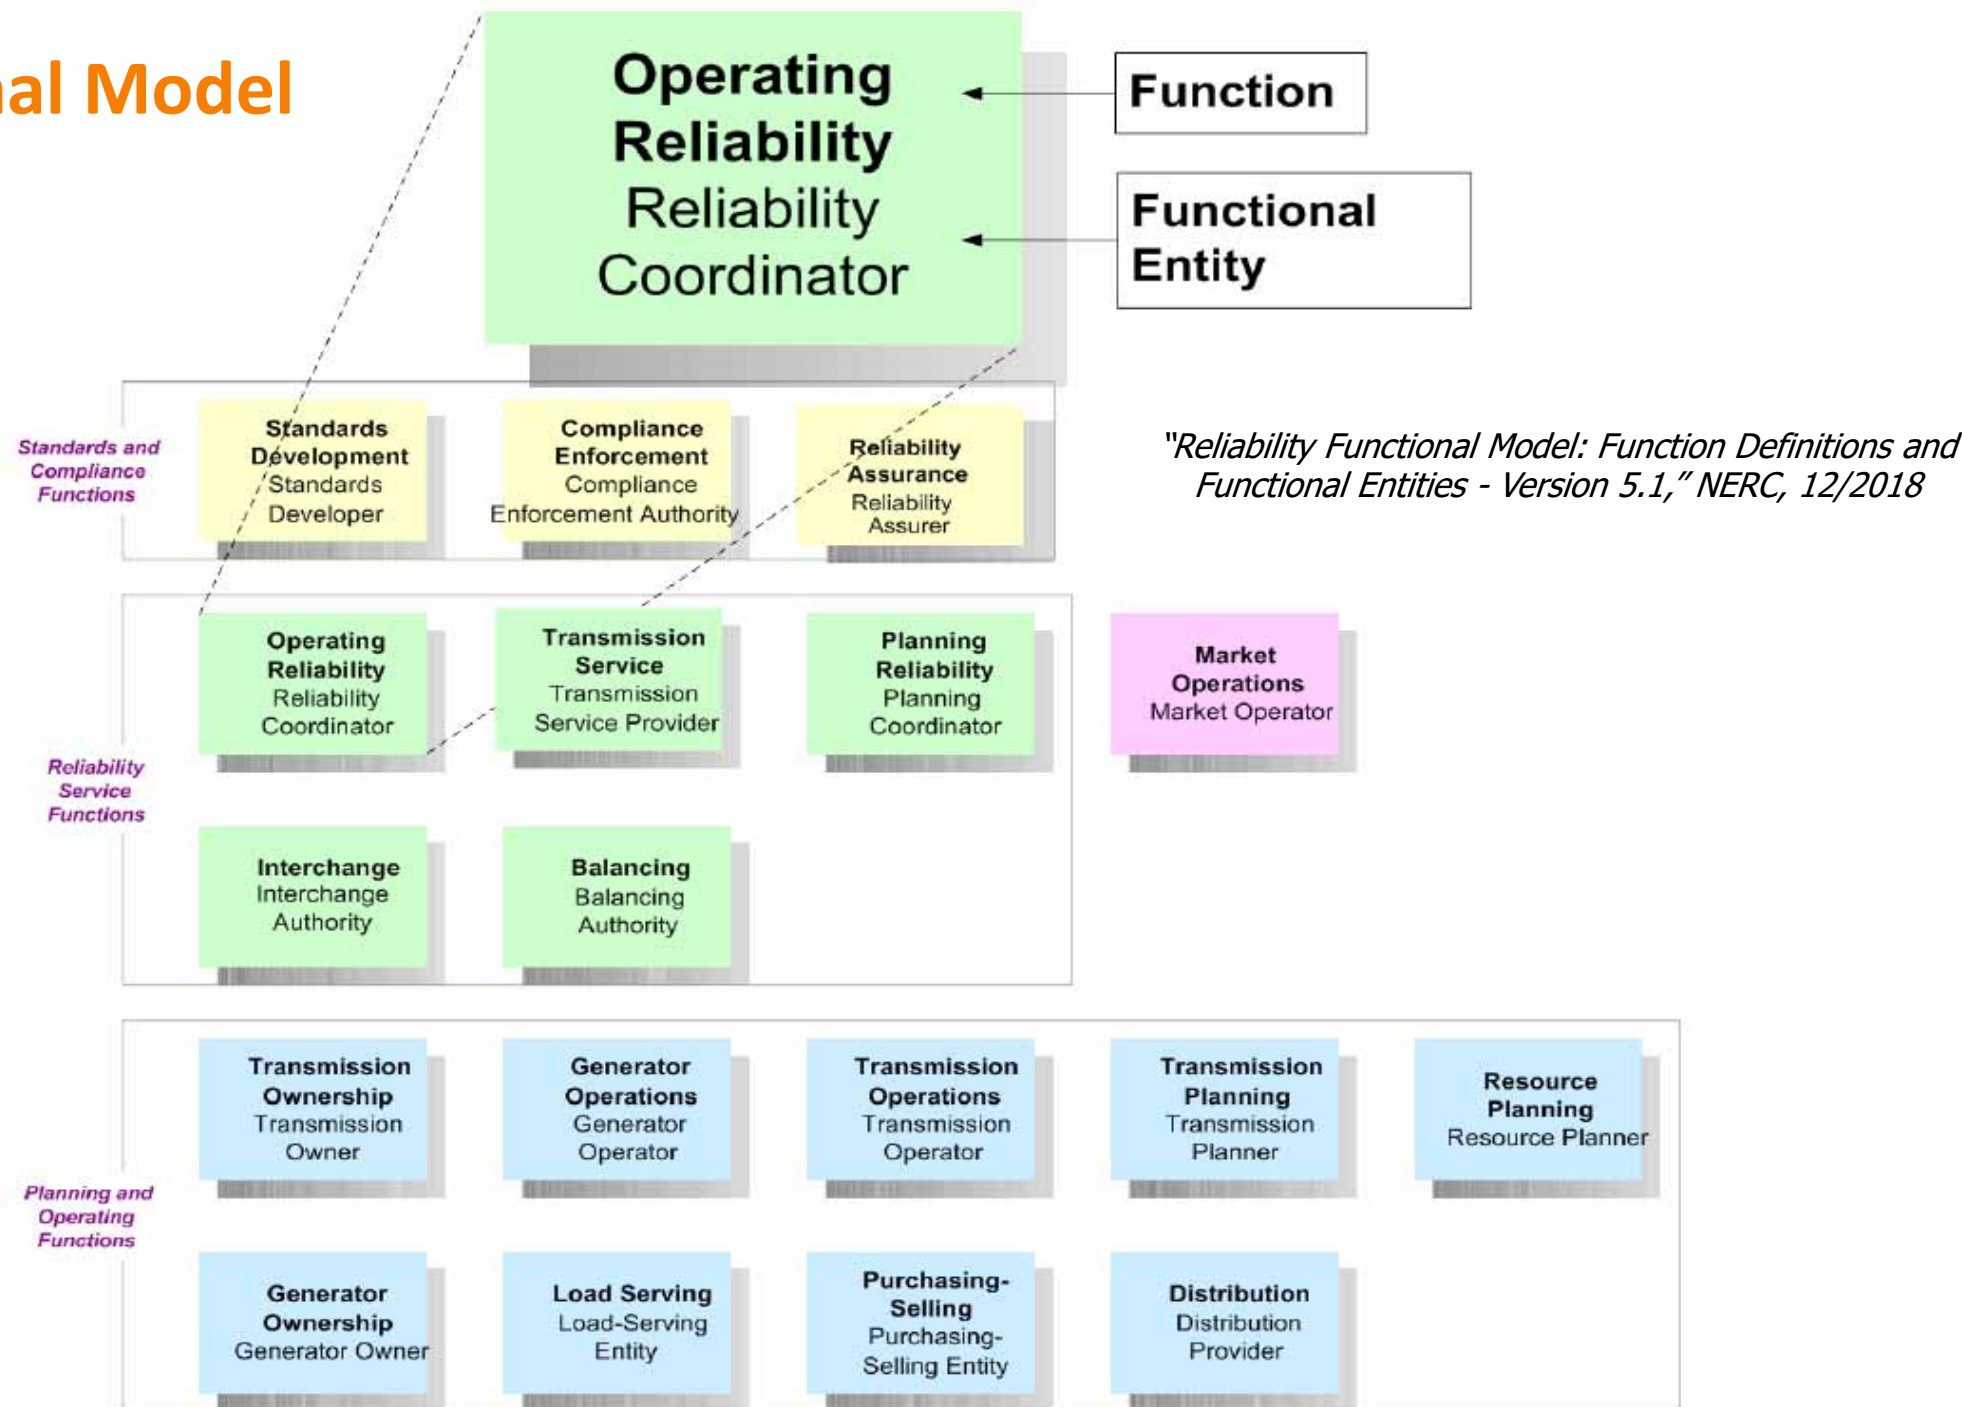 nal Model
Operating
Reliability
Reliability
Coordinator
Function
Functional
Entity
"Reliability Functional Model: Function Definitions and
Functional Entities - Version 5.1," NERC, 12/2018
Standards and
Compliance
Functions
Standards
Development
Standards
Developer
Compliance
Enforcement
Compliance
Enforcement Authority
Reliability
Assurance
Reliability
Assurer
Reliability
Service
Functions
Operating
Reliability
Reliability
Coordinator
Transmission
Service
Transmission
Service Provider
Planning
Reliability
Planning
Coordinator
Market
Operations
Market Operator
Interchange
Interchange
Authority
Balancing
Balancing
Authority
Planning and
Operating
Functions
Transmission
Ownership
Transmission
Owner
Generator
Operations
Generator
Operator
Transmission
Operations
Transmission
Operator
Transmission
Planning
Transmission
Planner
Resource
Planning
Resource Planner
Generator
Ownership
Generator Owner
Load Serving
Load-Serving
Entity
Purchasing-
Selling
Purchasing-
Selling Entity
Distribution
Distribution
Provider